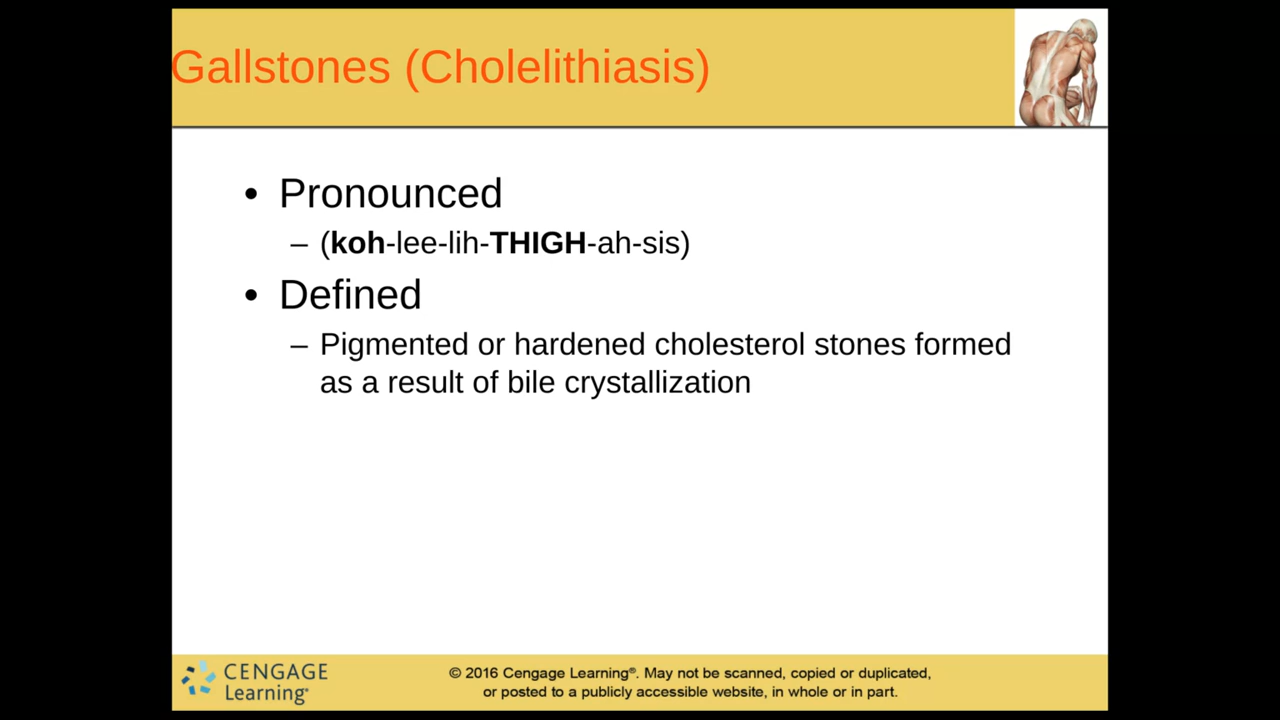 Gallstones (Cholelithiasis)
• Pronounced
– (koh-lee-lih-THIGH-ah-sis)
• Defined
– Pigmented or hardened cholesterol stones formed
as a result of bile crystallization
CENGAGE
Learning®
© 2016 Cengage Learning®. May not be scanned, copied or duplicated,
or posted to a publicly accessible website, in whole or in part.